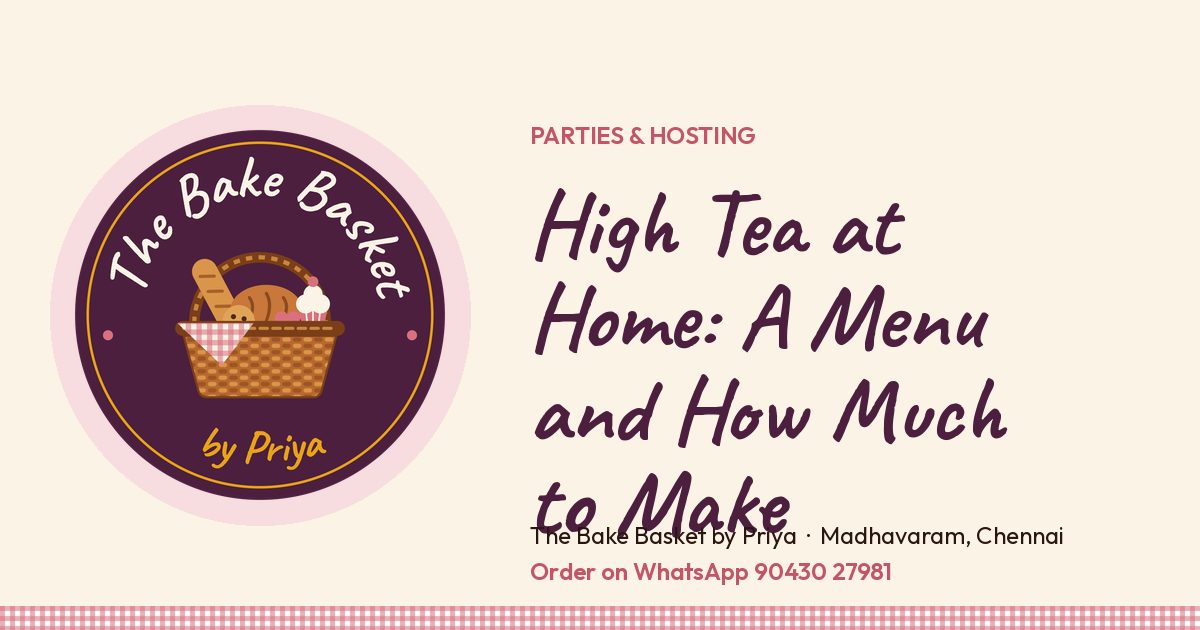 The Bake Basket
by Priya
PARTIES & HOSTING
High Tea at
Home: A Menu
and How Much
to Make
The Bake Basket by Priya · Madhavaram, Chennai
Order on WhatsApp 90430 27981